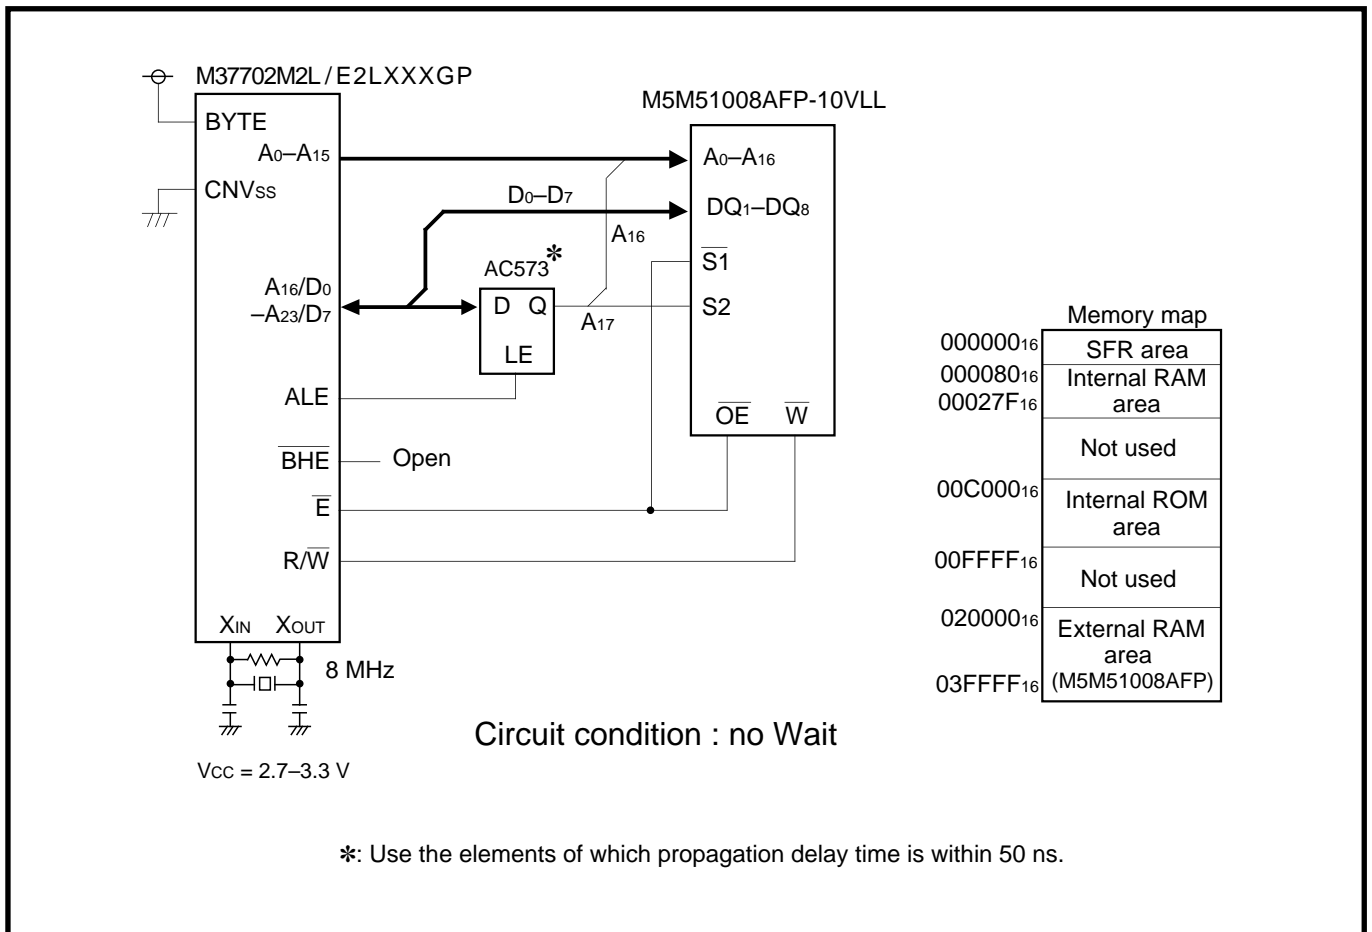 M37702M2L/E2LXXXGP
BYTE
A0–A15
CNVSS
A16/D0
–A23/D7
ALE
BHE
E
R/W
XIN XOUT
8 MHz
VCC = 2.7–3.3 V
Open
D0–D7
A16
AC573*
D Q
LE
A17
M5M51008AFP-10VLL
A0–A16
DQ1–DQ8
S1
S2
OE W
Circuit condition : no Wait
Memory map
00000016
SFR area
00008016
Internal RAM
area
00027F16
Not used
00C00016
Internal ROM
area
00FFFF16
Not used
02000016
External RAM
area
(M5M51008AFP)
03FFFF16
*: Use the elements of which propagation delay time is within 50 ns.